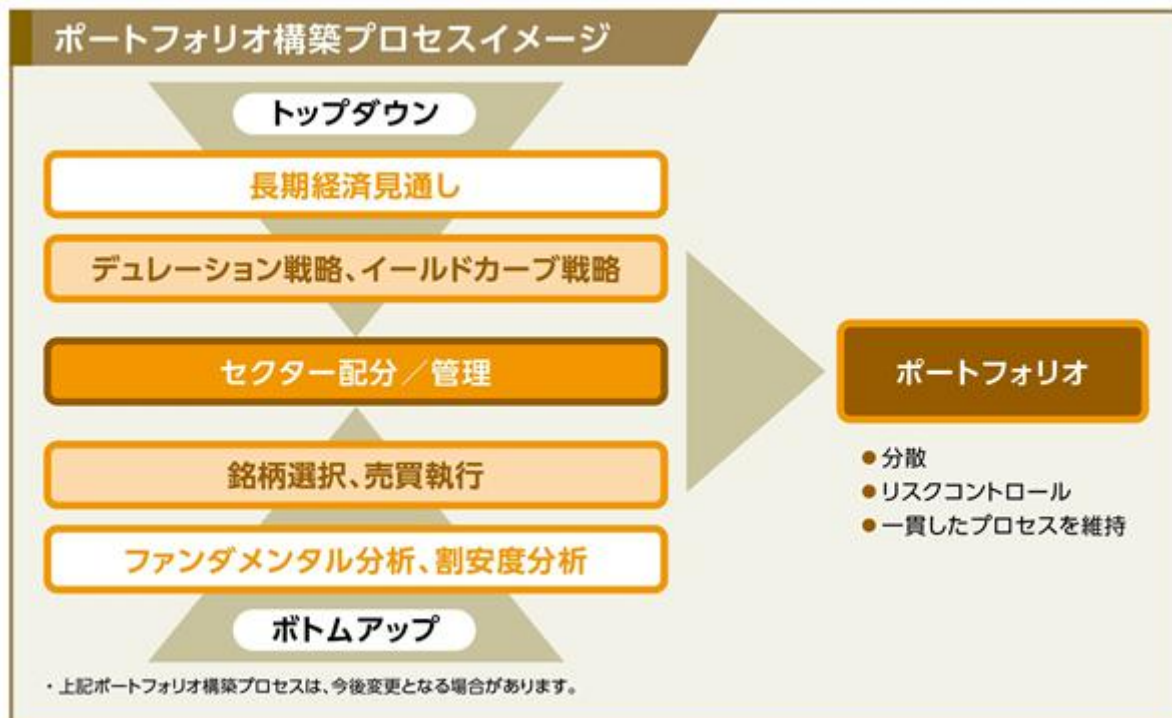 ポートフォリオ構築プロセスイメージ
トップダウン
長期経済見通し
デュレーション戦略、イールドカーブ戦略
セクター配分／管理
銘柄選択、売買執行
ファンダメンタル分析、割安度分析
ボトムアップ
ポートフォリオ
●分散
●リスクコントロール
●一貫したプロセスを維持
・上記ポートフォリオ構築プロセスは、今後変更となる場合があります。